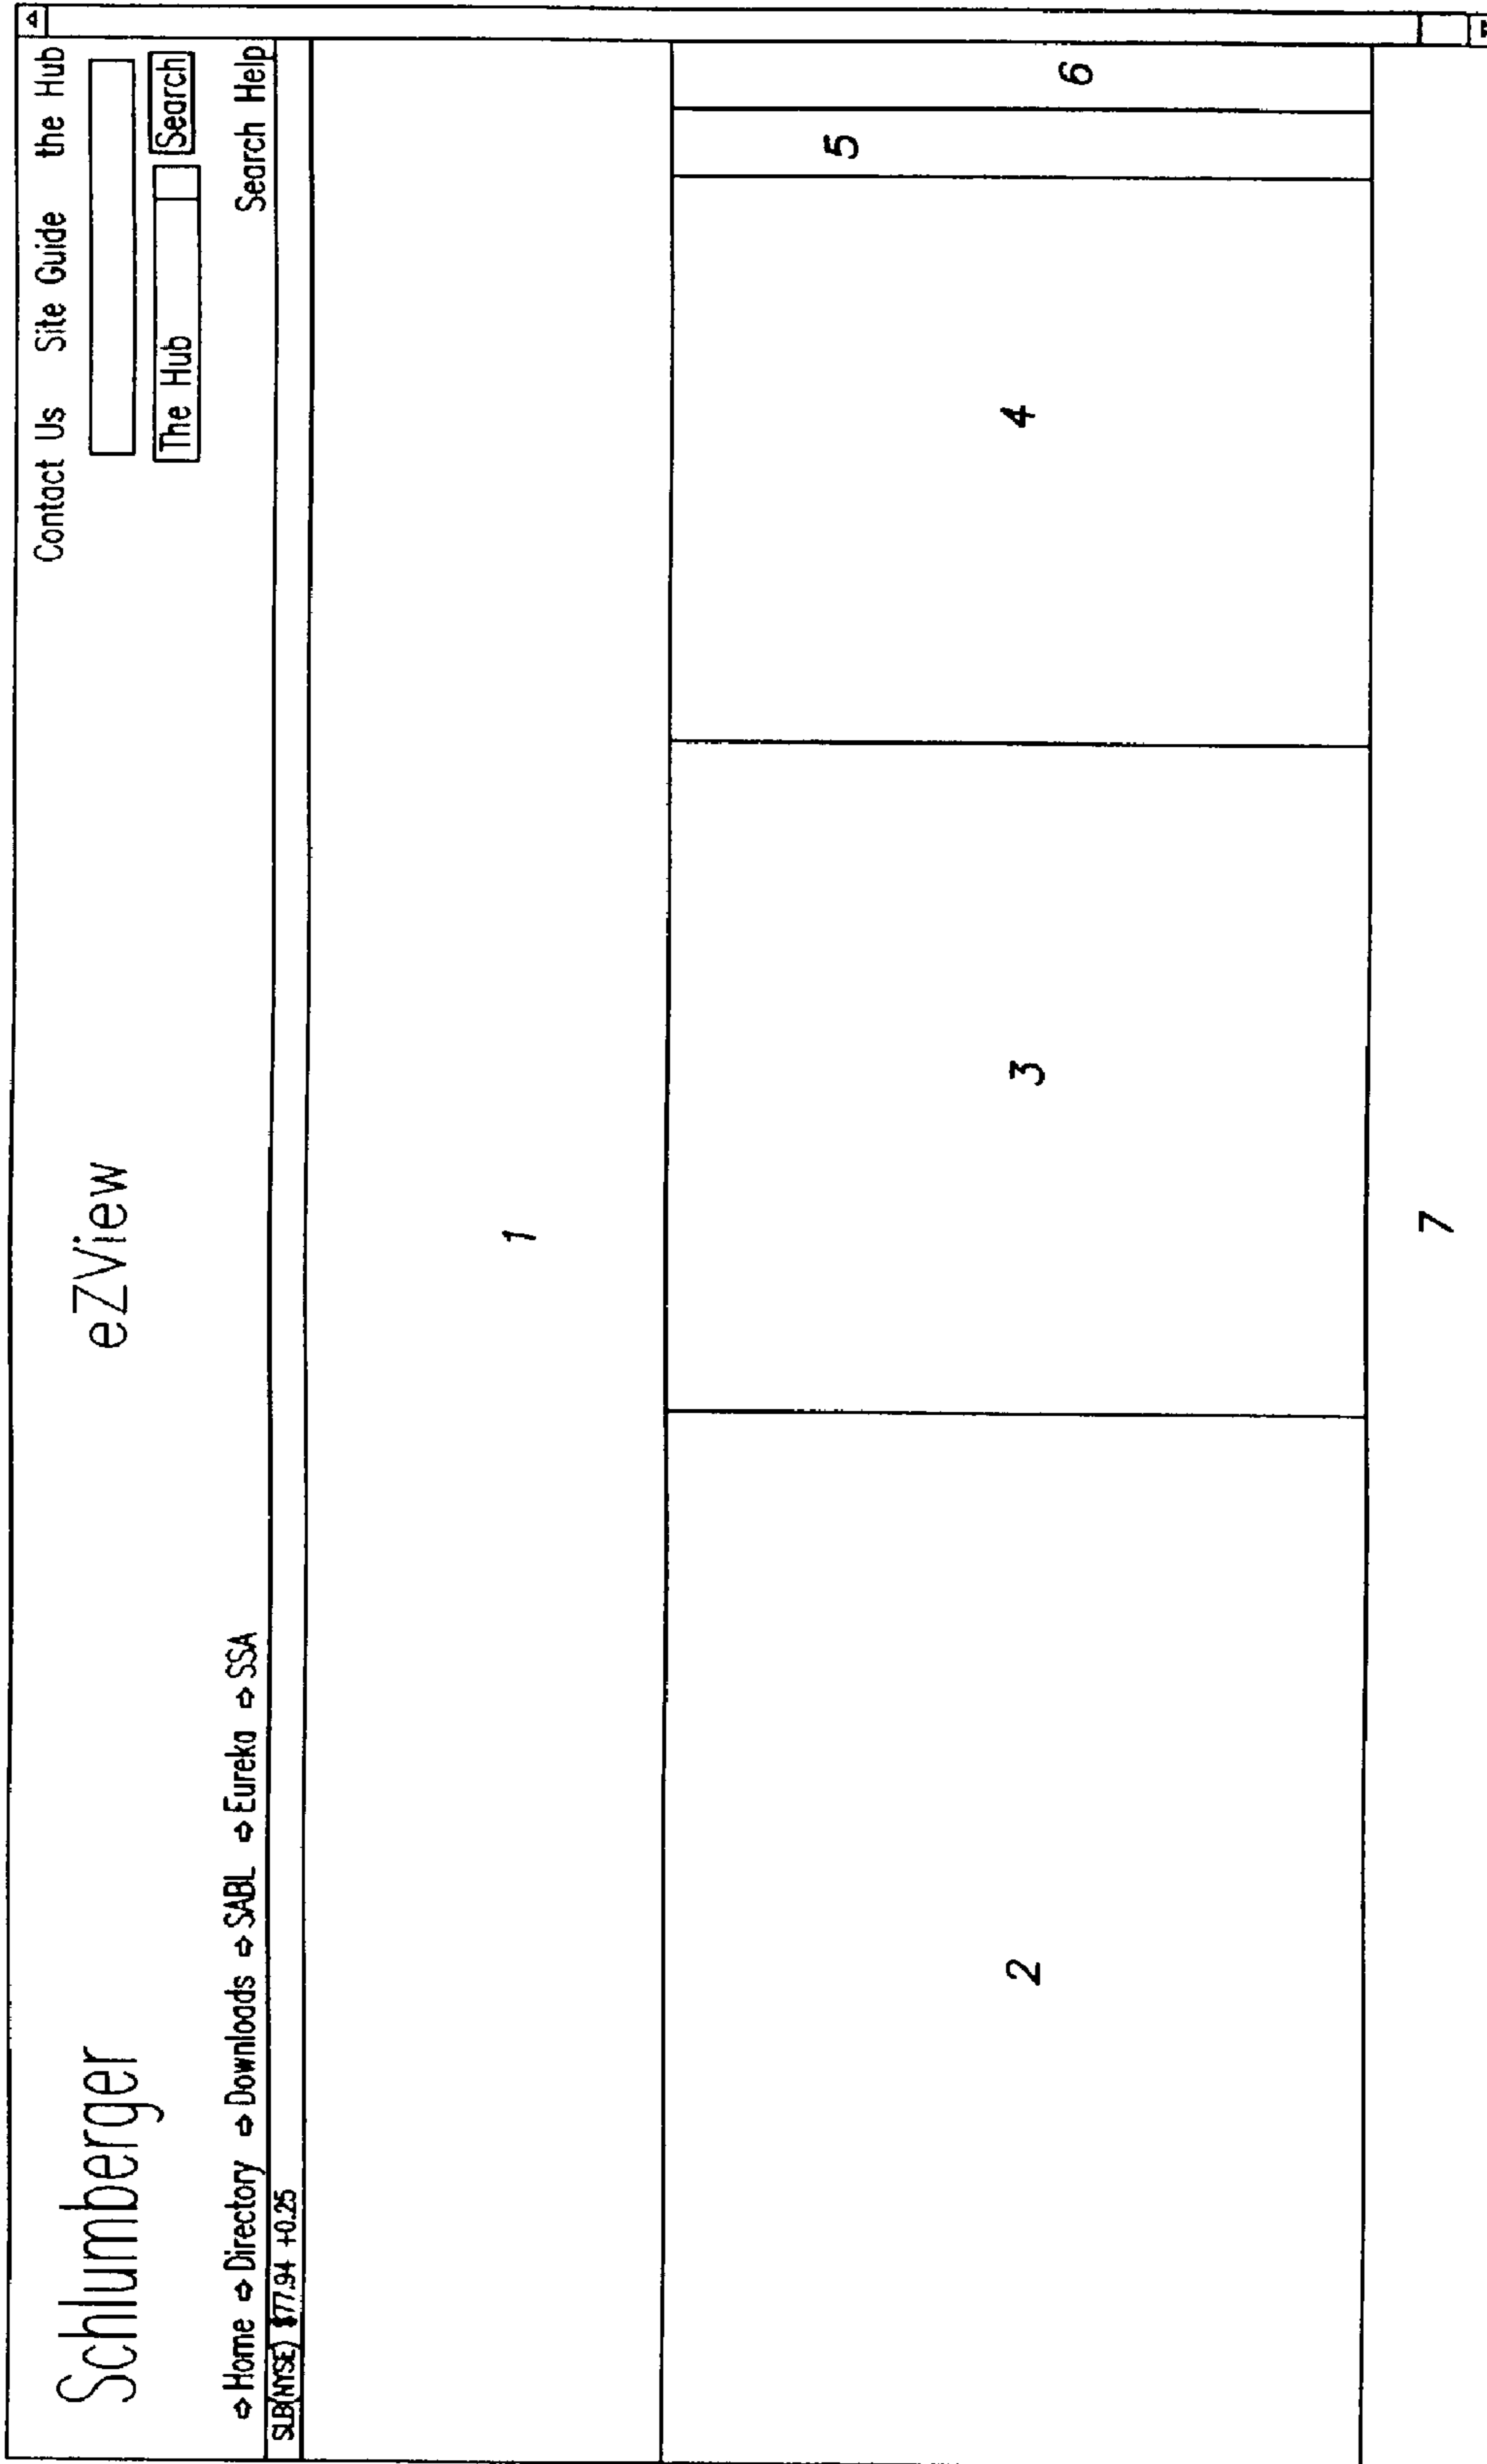 Contact Us Site Guide the Hub
Schlumberger
eZView
The Hub Search
⇨ Home ⇨ Directory ⇨ Downloads ⇨ SABL ⇨ Eureka ⇨ SSA
Search Help
SLB(NYSE) $77.94 +0.25
1
5
2
3
4
6
7